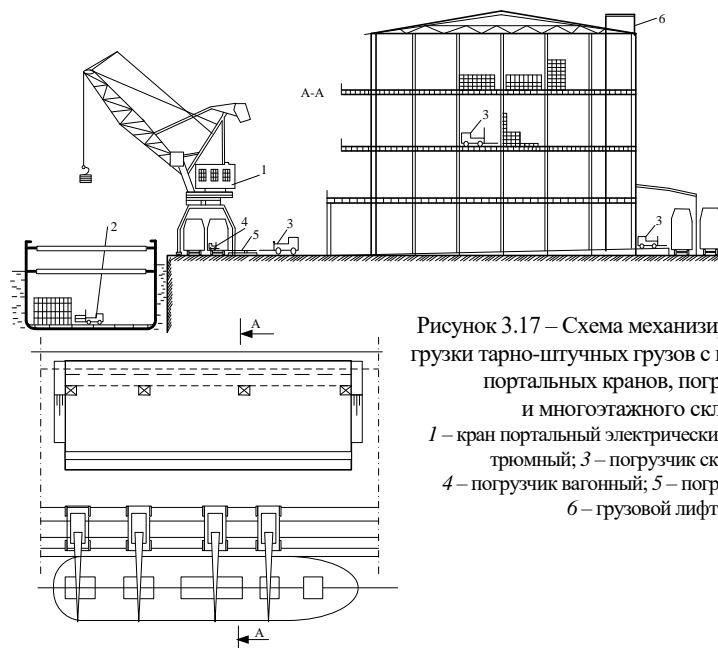 6
А-А
3
1
2
4
5
3
3
А
Рисунок 3.17 – Схема механизир
грузки тарно-штучных грузов с
портальных кранов, погр
и многоэтажного скл
1 – кран портальный электрически
трюмный; 3 – погрузчик ск
4 – погрузчик вагонный; 5 – погр
6 – грузовой лифт
А